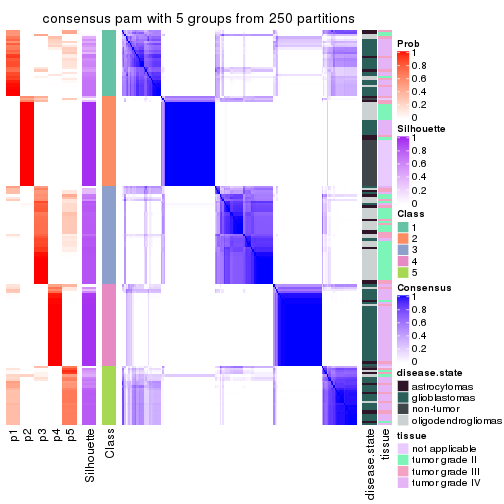 consensus pam with 5 groups from 250 partitions
Prob
1
0.8
0.6
0.4
0.2
0
Silhouette
1
0.8
0.6
0.4
0.2
0
Class
1
2
3
4
5
Consensus
1
0.8
0.6
0.4
0.2
0
disease.state
astrocytomas
glioblastomas
non-tumor
oligodendrogliomas
tissue
not applicable
tumor grade II
tumor grade III
tumor grade IV
p1
p2
p3
p4
p5
Silhouette
Class
disease.state
tissue